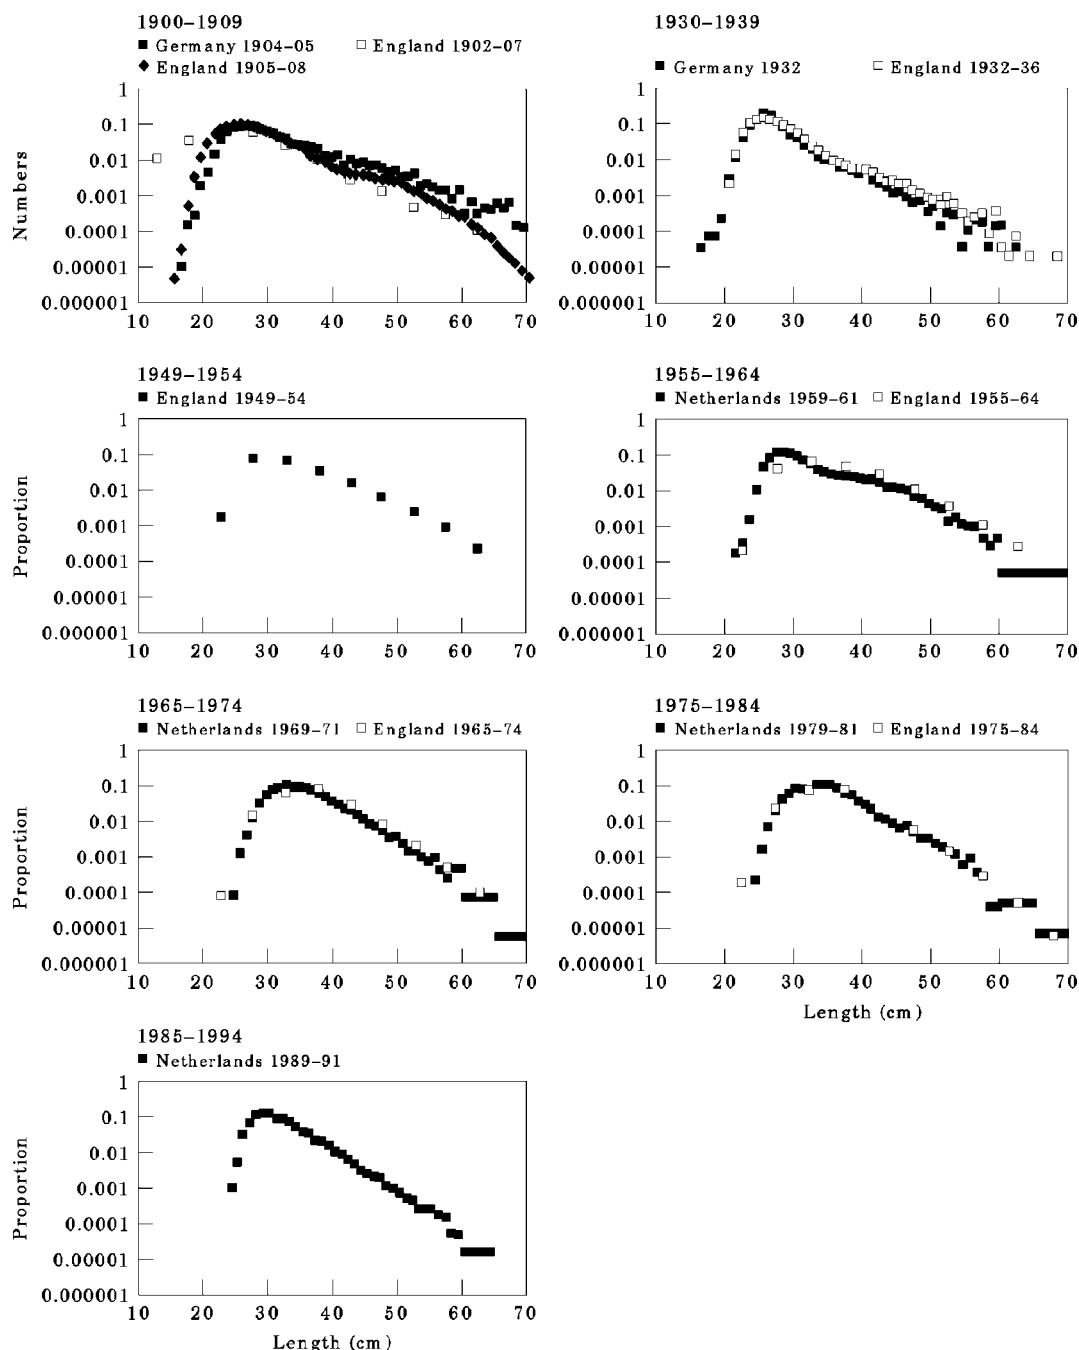 1900–1909
Germany 1904–05 England 1902–07
England 1905–08
1
0.1
0.01
0.001
0.0001
0.00001
0.000001
10 20 30 40 50 60 70
Numbers
1930–1939
Germany 1932 England 1932–36
1
0.1
0.01
0.001
0.0001
0.00001
0.000001
10 20 30 40 50 60 70
1949–1954
England 1949–54
1
0.1
0.01
0.001
0.0001
0.00001
0.000001
10 20 30 40 50 60 70
Proportion
1955–1964
Netherlands 1959–61 England 1955–64
1
0.1
0.01
0.001
0.0001
0.00001
0.000001
10 20 30 40 50 60 70
1965–1974
Netherlands 1969–71 England 1965–74
1
0.1
0.01
0.001
0.0001
0.00001
0.000001
10 20 30 40 50 60 70
Proportion
1975–1984
Netherlands 1979–81 England 1975–84
1
0.1
0.01
0.001
0.0001
0.00001
0.000001
10 20 30 40 50 60 70
Length (cm)
1985–1994
Netherlands 1989–91
1
0.1
0.01
0.001
0.0001
0.00001
0.000001
10 20 30 40 50 60 70
Proportion
Length (cm)